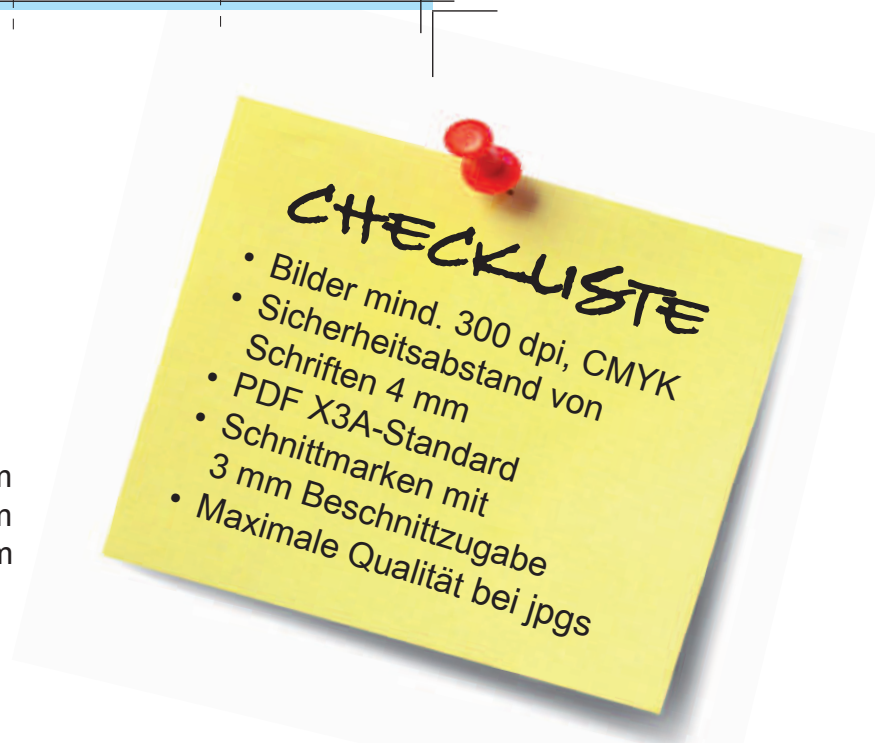 CHECKLISTE
• Bilder mind. 300 dpi, CMYK
• Sicherheitsabstand von
Schriften 4 mm
• PDF X3A-Standard
• Schnittmarken mit
3 mm Beschnittzugabe
• Maximale Qualität bei jpgs